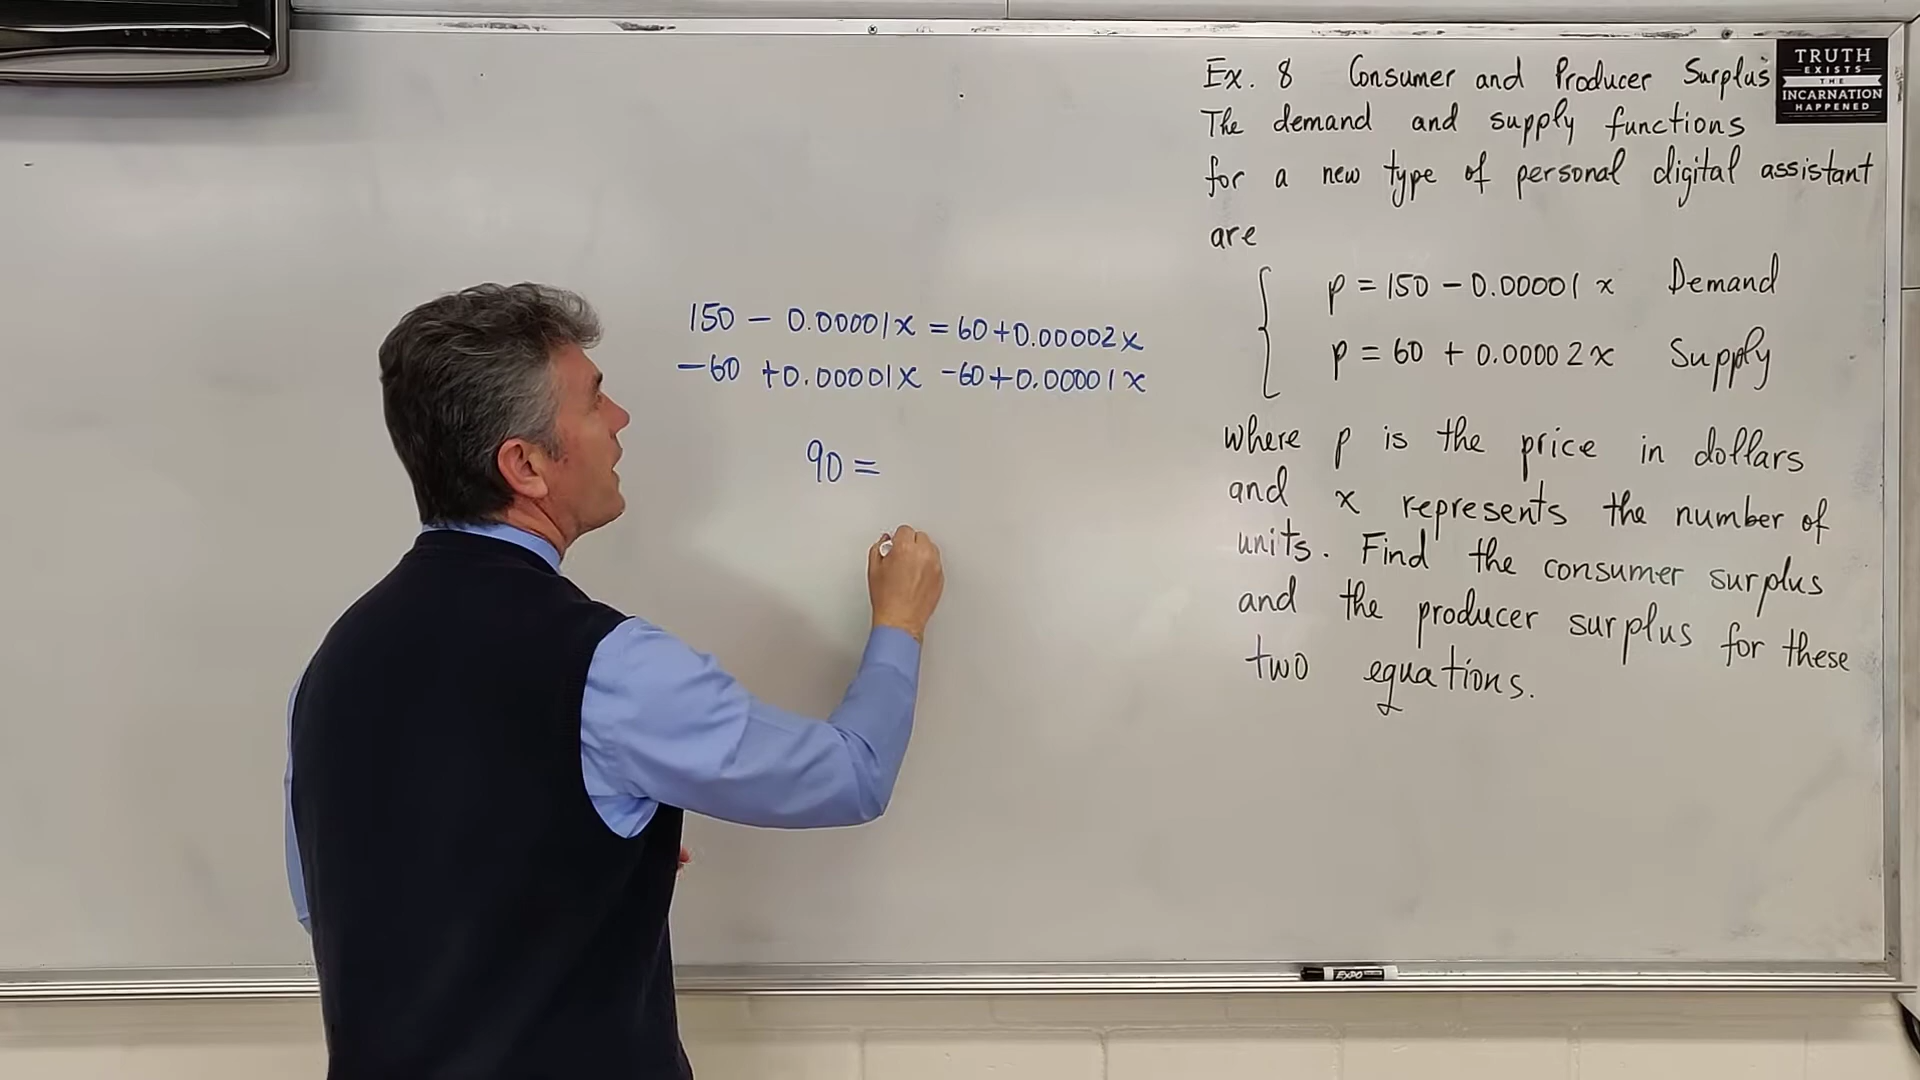 Ex. 8 Consumer and Producer Surplus
The demand and supply functions
for a new type of personal digital assistant
are
p = 150 - 0.00001 x Demand
p = 60 + 0.00002x Supply
where p is the price in dollars
and x represents the number of
units. Find the consumer surplus
and the producer surplus for these
two equations.
150 - 0.00001x = 60+0.00002x
-60 +0.00001x -60+0.00001x
90 =
TRUTH
EXISTS
THE
INCARNATION
HAPPENED
EXPO